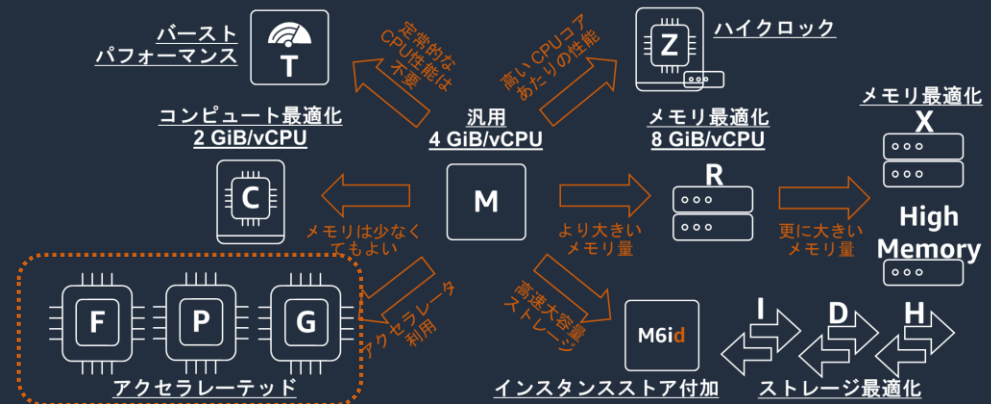 バースト
パフォーマンス
T
定常的な
CPU性能は
不要
高い CPUコア
あたりの性能
Z
ハイクロック
コンピュート最適化
2 GiB/vCPU
汎用
4 GiB/vCPU
メモリ最適化
8 GiB/vCPU
メモリ最適化
X
C
M
R
メモリは少なく
てもよい
より大きい
メモリ量
更に大きい
メモリ量
High
Memory
F
P
G
アクセラレータ
利用
高速大容量
ストレージ
M6id
I
D
H
アクセラレーテッド
インスタンスストア付加
ストレージ最適化